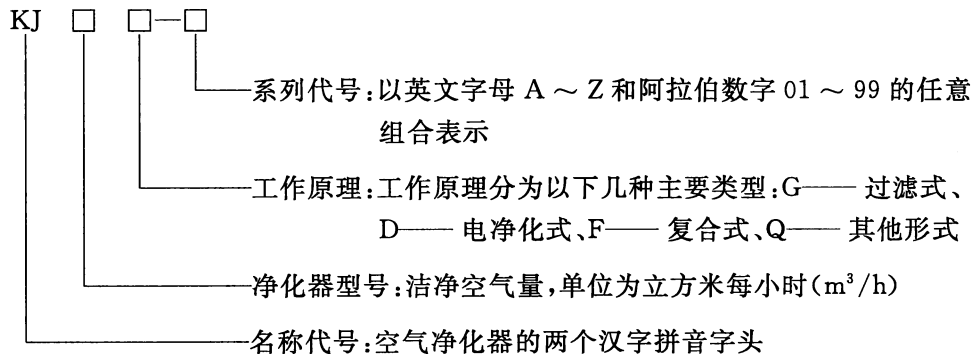 KJ □ □—□
系列代号:以英文字母 A ～ Z 和阿拉伯数字 01 ～ 99 的任意
组合表示
工作原理:工作原理分为以下几种主要类型:G—— 过滤式、
D—— 电净化式、F—— 复合式、Q—— 其他形式
净化器型号:洁净空气量,单位为立方米每小时(m³/h)
名称代号:空气净化器的两个汉字拼音字头